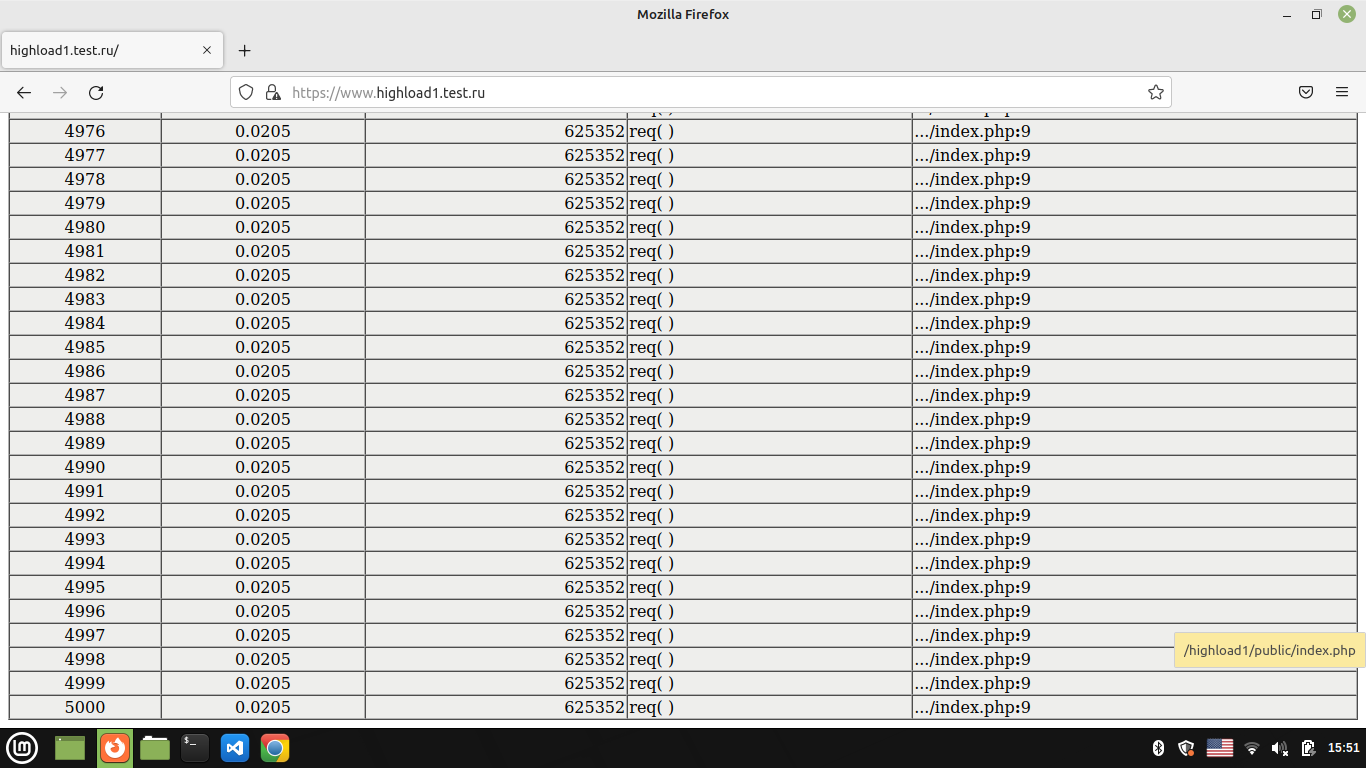 Mozilla Firefox
highload1.test.ru/
https://www.highload1.test.ru
4976 0.0205 625352 req( ) .../index.php:9
4977 0.0205 625352 req( ) .../index.php:9
4978 0.0205 625352 req( ) .../index.php:9
4979 0.0205 625352 req( ) .../index.php:9
4980 0.0205 625352 req( ) .../index.php:9
4981 0.0205 625352 req( ) .../index.php:9
4982 0.0205 625352 req( ) .../index.php:9
4983 0.0205 625352 req( ) .../index.php:9
4984 0.0205 625352 req( ) .../index.php:9
4985 0.0205 625352 req( ) .../index.php:9
4986 0.0205 625352 req( ) .../index.php:9
4987 0.0205 625352 req( ) .../index.php:9
4988 0.0205 625352 req( ) .../index.php:9
4989 0.0205 625352 req( ) .../index.php:9
4990 0.0205 625352 req( ) .../index.php:9
4991 0.0205 625352 req( ) .../index.php:9
4992 0.0205 625352 req( ) .../index.php:9
4993 0.0205 625352 req( ) .../index.php:9
4994 0.0205 625352 req( ) .../index.php:9
4995 0.0205 625352 req( ) .../index.php:9
4996 0.0205 625352 req( ) .../index.php:9
4997 0.0205 625352 req( ) .../index.php:9
/highload1/public/index.php
4998 0.0205 625352 req( ) .../index.php:9
4999 0.0205 625352 req( ) .../index.php:9
5000 0.0205 625352 req( ) .../index.php:9
15:51